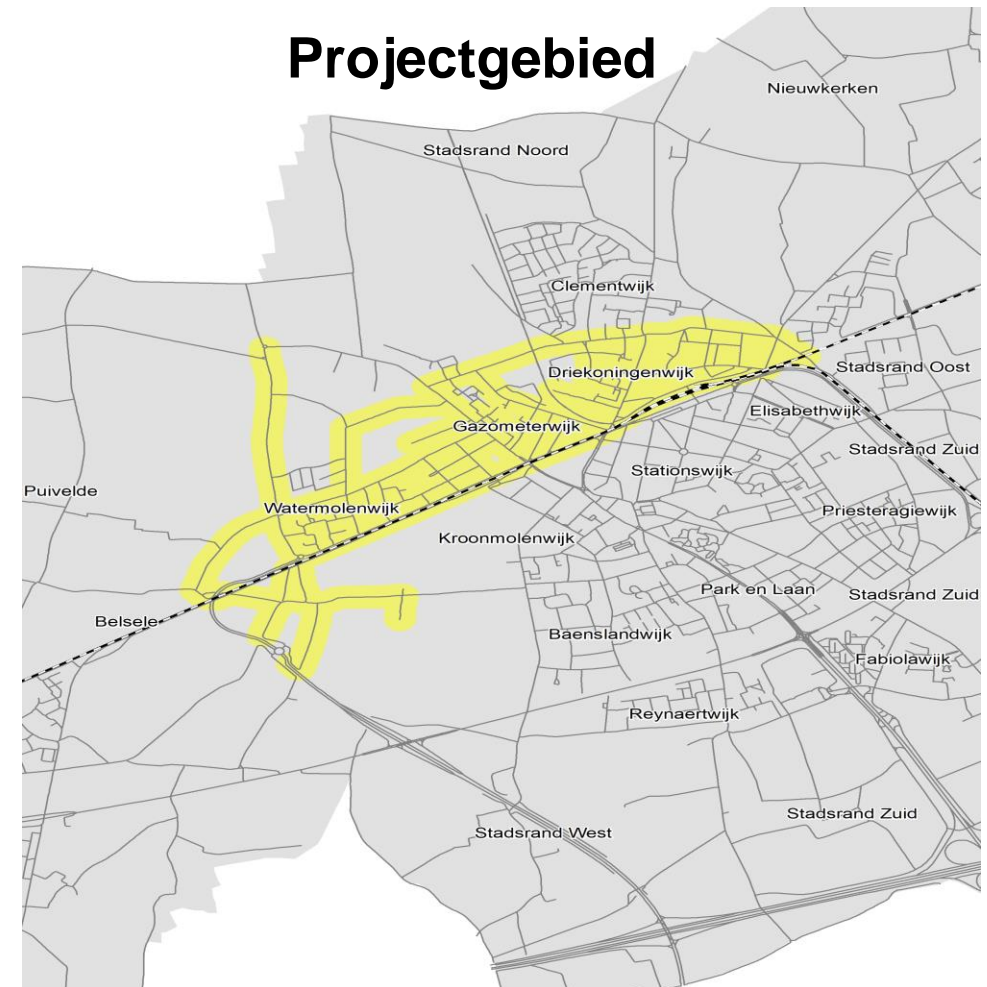 Projectgebied
Nieuwkerken
Stadsrand Noord
Clementwijk
Driekoningenwijk
Stadsrand Oost
Elisabethwijk
Gazometerwijk
Stadsrand Zuid
Stationswijk
Puivelde
Watermolenwijk
Priesteragiewijk
Kroonmolenwijk
Park en Laan
Stadsrand Zuid
Belsele
Baenslandwijk
Fabiolawijk
Reynaertwijk
Stadsrand Zuid
Stadsrand West